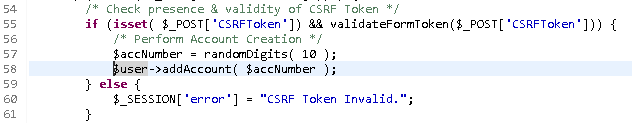 54 /* Check presence & validity of CSRF Token */
55 if (isset( $_POST['CSRFToken']) && validateFormToken($_POST['CSRFToken'])) {
56 /* Perform Account Creation */
57 $accNumber = randomDigits( 10 );
58 $user->addAccount( $accNumber );
59 } else {
60 $_SESSION['error'] = "CSRF Token Invalid.";
61 }